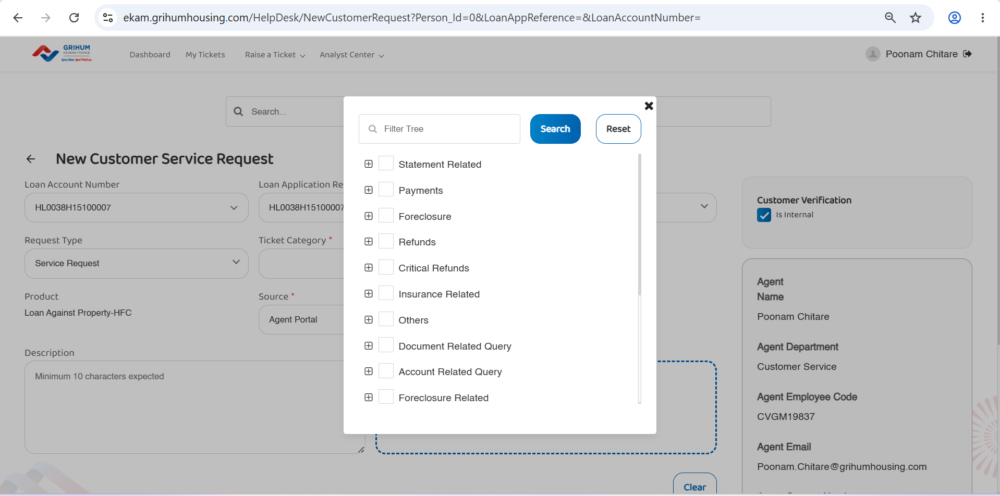 ekam.grihumhousing.com/HelpDesk/NewCustomerRequest?Person_Id=0&LoanAppReference=&LoanAccountNumber=
GRIHUM
HOUSING FINANCE
Apna Ghar. Apni Pehchan.
Dashboard
My Tickets
Raise a Ticket
Analyst Center
Poonam Chitare
Search...
Filter Tree
Search
Reset
Statement Related
Payments
Foreclosure
Refunds
Critical Refunds
Insurance Related
Others
Document Related Query
Account Related Query
Foreclosure Related
New Customer Service Request
Loan Account Number
HL0038H15100007
Loan Application Re
HL0038H15100007
Request Type
Service Request
Ticket Category *
Product
Loan Against Property-HFC
Source *
Agent Portal
Description
Minimum 10 characters expected
Clear
Customer Verification
Is Internal
Agent
Name
Poonam Chitare
Agent Department
Customer Service
Agent Employee Code
CVGM19837
Agent Email
Poonam.Chitare@grihumhousing.com